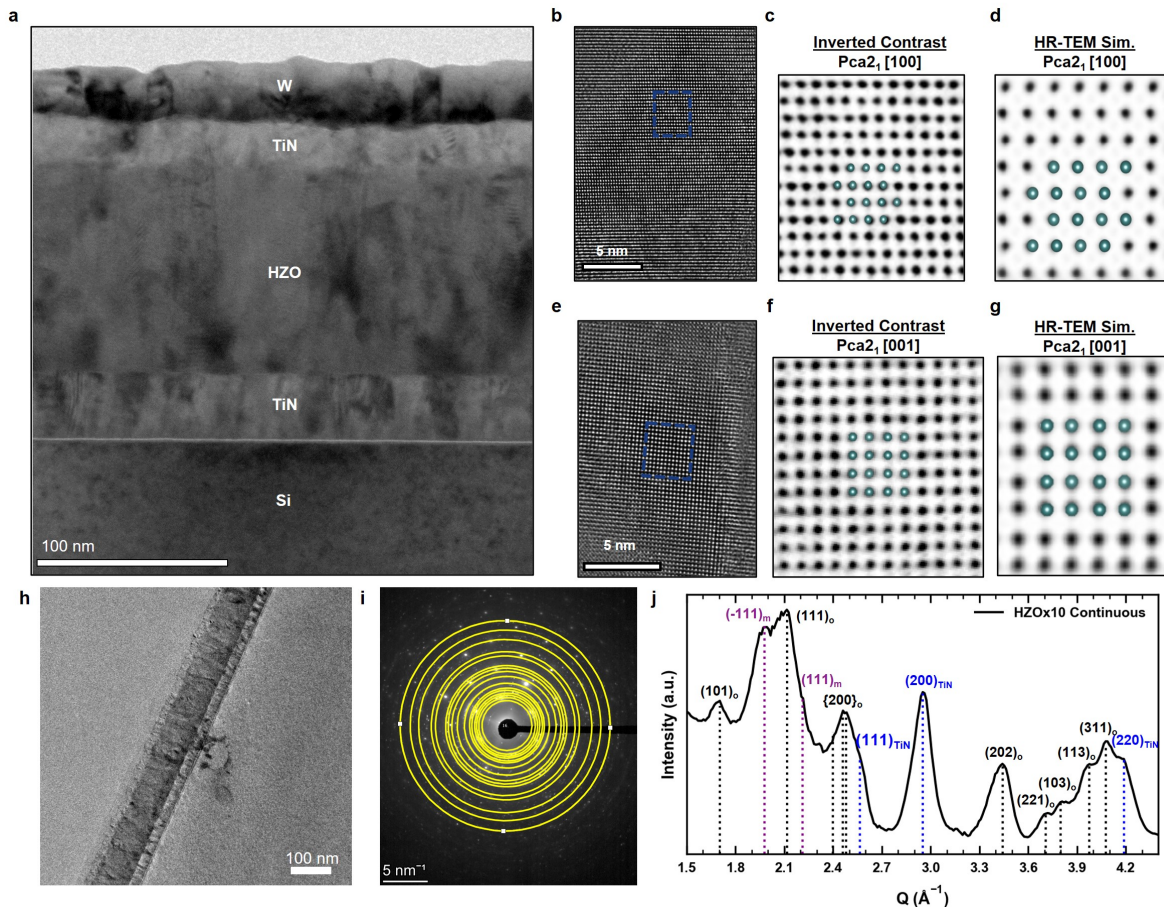 a
W
TiN
HZO
TiN
Si
100 nm
b
5 nm
c
Inverted Contrast
Pca2₁ [100]
d
HR-TEM Sim.
Pca2₁ [100]
e
5 nm
f
Inverted Contrast
Pca2₁ [001]
g
HR-TEM Sim.
Pca2₁ [001]
h
100 nm
i
5 nm⁻¹
j
HZOx10 Continuous
(-111)ₘ
(111)ₒ
(101)ₒ
(111)ₘ
{200}ₒ
(111)TiN
(200)TiN
(202)ₒ
(221)ₒ
(103)ₒ
(113)ₒ
(311)ₒ
(220)TiN
Intensity (a.u.)
1.5 1.8 2.1 2.4 2.7 3.0 3.3 3.6 3.9 4.2
Q (Å⁻¹)